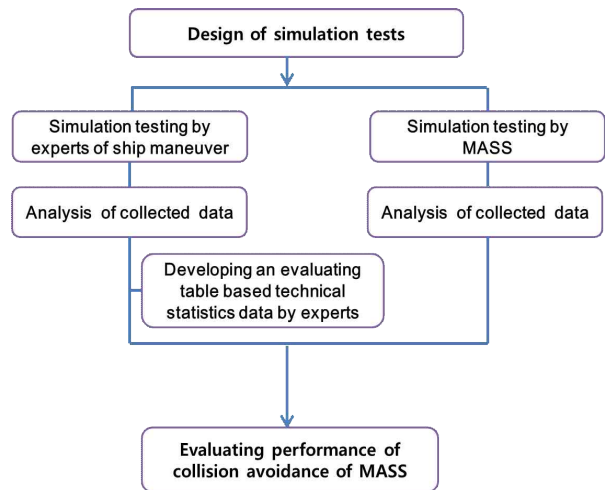 Design of simulation tests
Simulation testing by
experts of ship maneuver
Simulation testing by
MASS
Analysis of collected data
Analysis of collected data
Developing an evaluating
table based technical
statistics data by experts
Evaluating performance of
collision avoidance of MASS